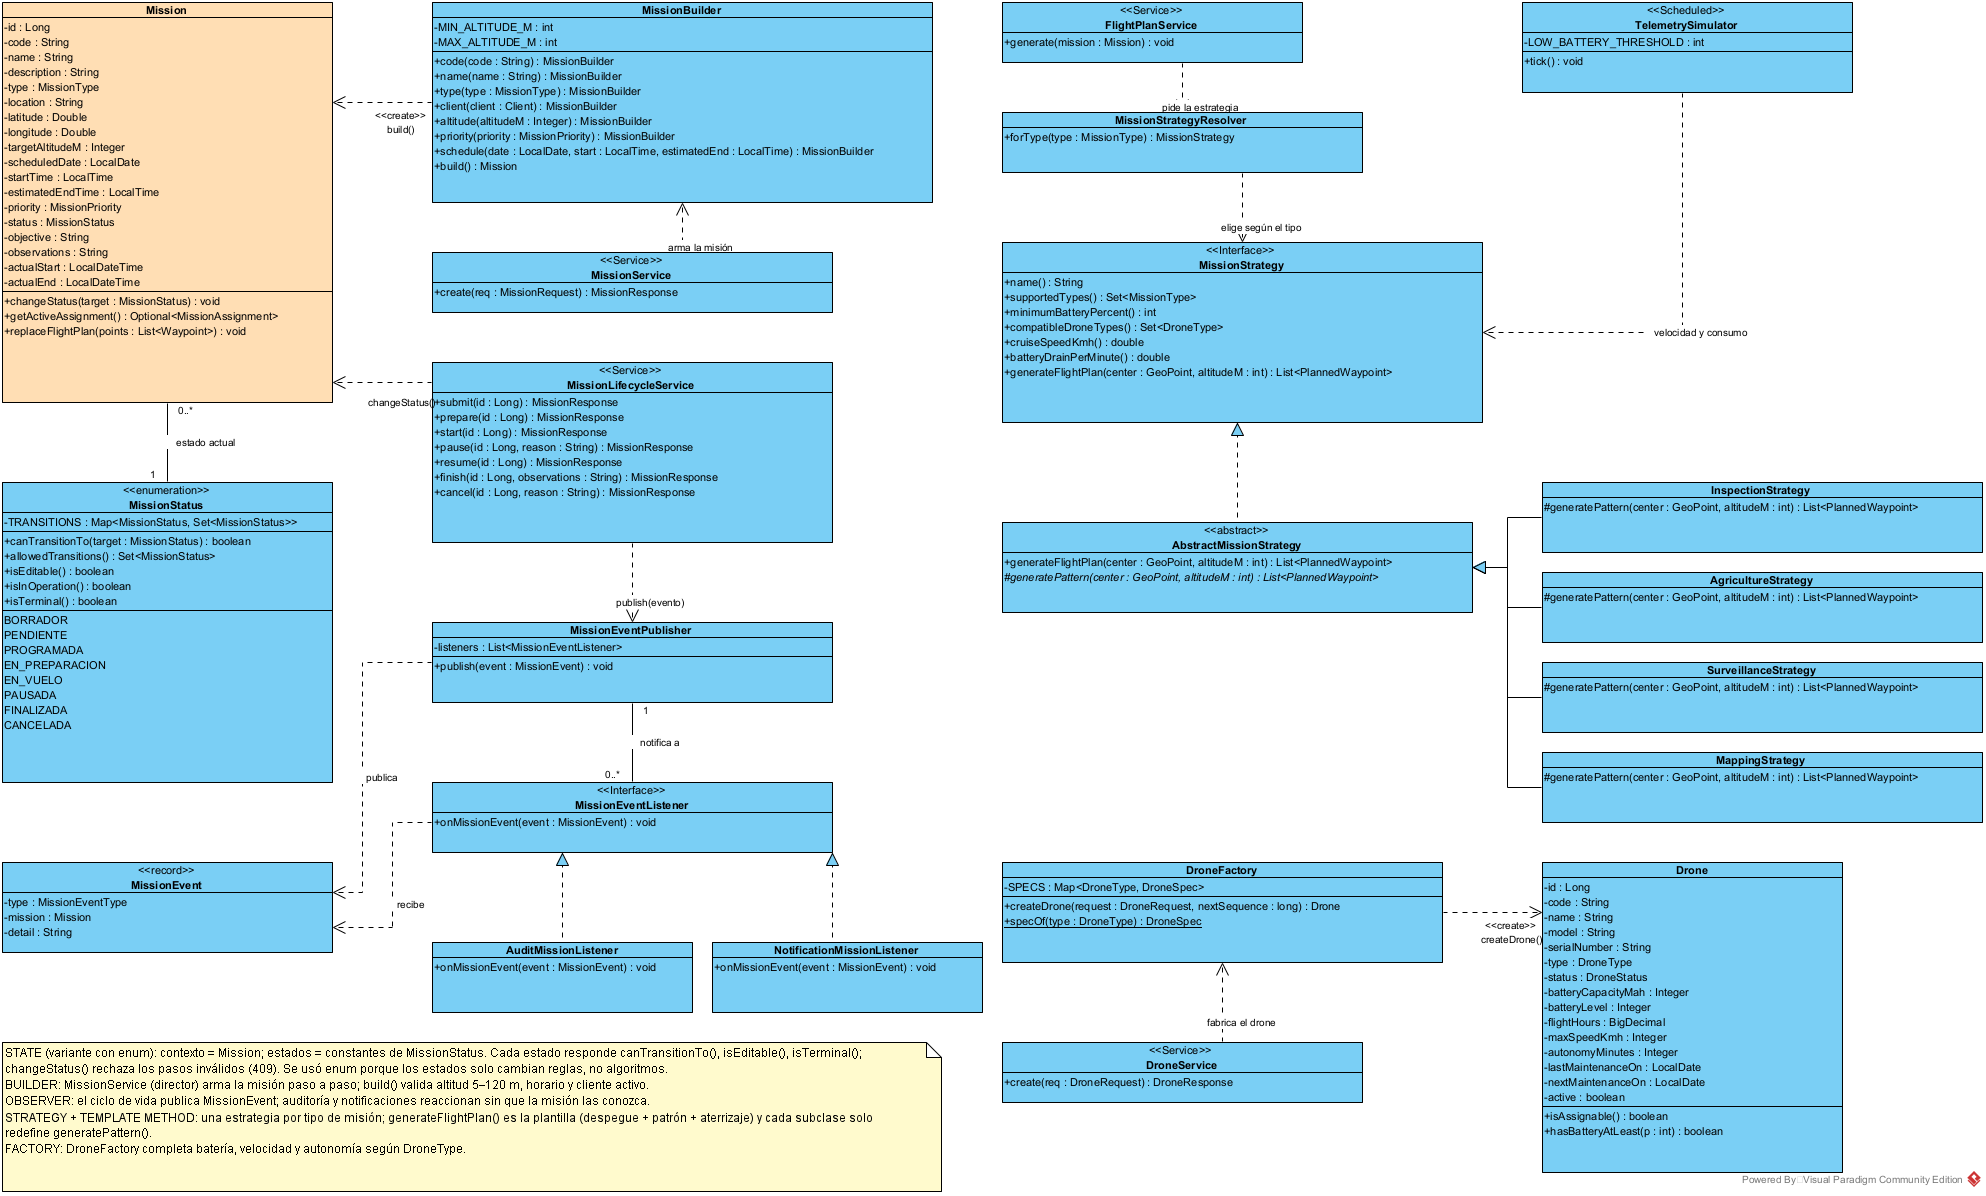 Mission
-id : Long
-code : String
-name : String
-description : String
-type : MissionType
-location : String
-latitude : Double
-longitude : Double
-targetAltitudeM : Integer
-scheduledDate : LocalDate
-startTime : LocalTime
-estimatedEndTime : LocalTime
-priority : MissionPriority
-status : MissionStatus
-objective : String
-observations : String
-actualStart : LocalDateTime
-actualEnd : LocalDateTime
+changeStatus(target : MissionStatus) : void
+getActiveAssignment() : Optional<MissionAssignment>
+replaceFlightPlan(points : List<Waypoint>) : void
0..*
estado actual
1
<<enumeration>>
MissionStatus
-TRANSITIONS : Map<MissionStatus, Set<MissionStatus>>
+canTransitionTo(target : MissionStatus) : boolean
+allowedTransitions() : Set<MissionStatus>
+isEditable() : boolean
+isInOperation() : boolean
+isTerminal() : boolean
BORRADOR
PENDIENTE
PROGRAMADA
EN_PREPARACION
EN_VUELO
PAUSADA
FINALIZADA
CANCELADA
<<record>>
MissionEvent
-type : MissionEventType
-mission : Mission
-detail : String
MissionBuilder
-MIN_ALTITUDE_M : int
-MAX_ALTITUDE_M : int
+code(code : String) : MissionBuilder
+name(name : String) : MissionBuilder
+type(type : MissionType) : MissionBuilder
+client(client : Client) : MissionBuilder
+altitude(altitudeM : Integer) : MissionBuilder
+priority(priority : MissionPriority) : MissionBuilder
+schedule(date : LocalDate, start : LocalTime, estimatedEnd : LocalTime) : MissionBuilder
+build() : Mission
<<create>>
build()
arma la misión
<<Service>>
MissionService
+create(req : MissionRequest) : MissionResponse
<<Service>>
MissionLifecycleService
changeStatus()
+submit(id : Long) : MissionResponse
+prepare(id : Long) : MissionResponse
+start(id : Long) : MissionResponse
+pause(id : Long, reason : String) : MissionResponse
+resume(id : Long) : MissionResponse
+finish(id : Long, observations : String) : MissionResponse
+cancel(id : Long, reason : String) : MissionResponse
publish(evento)
MissionEventPublisher
-listeners : List<MissionEventListener>
+publish(event : MissionEvent) : void
1
notifica a
0..*
publica
recibe
<<Interface>>
MissionEventListener
+onMissionEvent(event : MissionEvent) : void
AuditMissionListener
+onMissionEvent(event : MissionEvent) : void
NotificationMissionListener
+onMissionEvent(event : MissionEvent) : void
<<Service>>
FlightPlanService
+generate(mission : Mission) : void
pide la estrategia
MissionStrategyResolver
+forType(type : MissionType) : MissionStrategy
elige según el tipo
<<Interface>>
MissionStrategy
+name() : String
+supportedTypes() : Set<MissionType>
+minimumBatteryPercent() : int
+compatibleDroneTypes() : Set<DroneType>
+cruiseSpeedKmh() : double
+batteryDrainPerMinute() : double
+generateFlightPlan(center : GeoPoint, altitudeM : int) : List<PlannedWaypoint>
<<Scheduled>>
TelemetrySimulator
-LOW_BATTERY_THRESHOLD : int
+tick() : void
velocidad y consumo
<<abstract>>
AbstractMissionStrategy
+generateFlightPlan(center : GeoPoint, altitudeM : int) : List<PlannedWaypoint>
#generatePattern(center : GeoPoint, altitudeM : int) : List<PlannedWaypoint>
InspectionStrategy
#generatePattern(center : GeoPoint, altitudeM : int) : List<PlannedWaypoint>
AgricultureStrategy
#generatePattern(center : GeoPoint, altitudeM : int) : List<PlannedWaypoint>
SurveillanceStrategy
#generatePattern(center : GeoPoint, altitudeM : int) : List<PlannedWaypoint>
MappingStrategy
#generatePattern(center : GeoPoint, altitudeM : int) : List<PlannedWaypoint>
DroneFactory
-SPECS : Map<DroneType, DroneSpec>
+createDrone(request : DroneRequest, nextSequence : long) : Drone
+specOf(type : DroneType) : DroneSpec
<<create>>
createDrone()
fabrica el drone
<<Service>>
DroneService
+create(req : DroneRequest) : DroneResponse
Drone
-id : Long
-code : String
-name : String
-model : String
-serialNumber : String
-type : DroneType
-status : DroneStatus
-batteryCapacityMah : Integer
-batteryLevel : Integer
-flightHours : BigDecimal
-maxSpeedKmh : Integer
-autonomyMinutes : Integer
-lastMaintenanceOn : LocalDate
-nextMaintenanceOn : LocalDate
-active : boolean
+isAssignable() : boolean
+hasBatteryAtLeast(p : int) : boolean
STATE (variante con enum): contexto = Mission; estados = constantes de MissionStatus. Cada estado responde canTransitionTo(), isEditable(), isTerminal();
changeStatus() rechaza los pasos inválidos (409). Se usó enum porque los estados solo cambian reglas, no algoritmos.
BUILDER: MissionService (director) arma la misión paso a paso; build() valida altitud 5–120 m, horario y cliente activo.
OBSERVER: el ciclo de vida publica MissionEvent; auditoría y notificaciones reaccionan sin que la misión las conozca.
STRATEGY + TEMPLATE METHOD: una estrategia por tipo de misión; generateFlightPlan() es la plantilla (despegue + patrón + aterrizaje) y cada subclase solo
redefine generatePattern().
FACTORY: DroneFactory completa batería, velocidad y autonomía según DroneType.
Powered By Visual Paradigm Community Edition